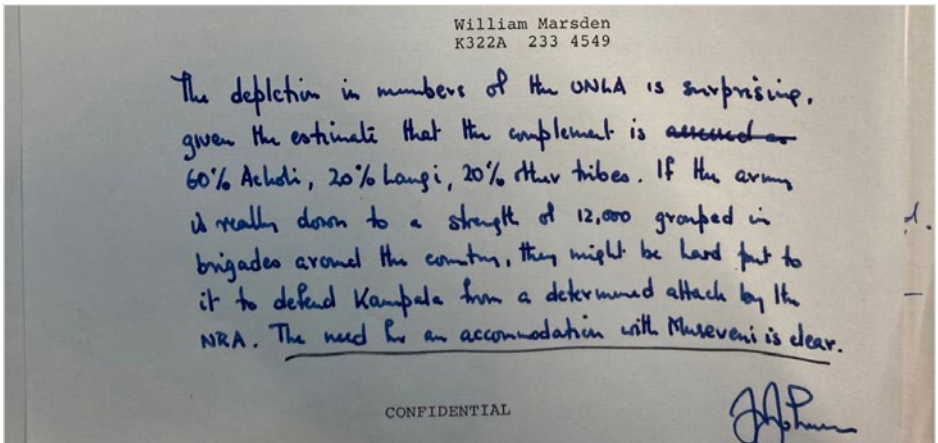 William Marsden
K322A 233 4549
The depletion in numbers of the UNLA is surprising,
given the estimate that the complement is assessed as
60% Acholi, 20% Langi, 20% other tribes. If the army
is really down to a strength of 12,000 grouped in
brigades around the country, they might be hard put to
it to defend Kampala from a determined attack by the
NRA. The need for an accommodation with Museveni is clear.
CONFIDENTIAL